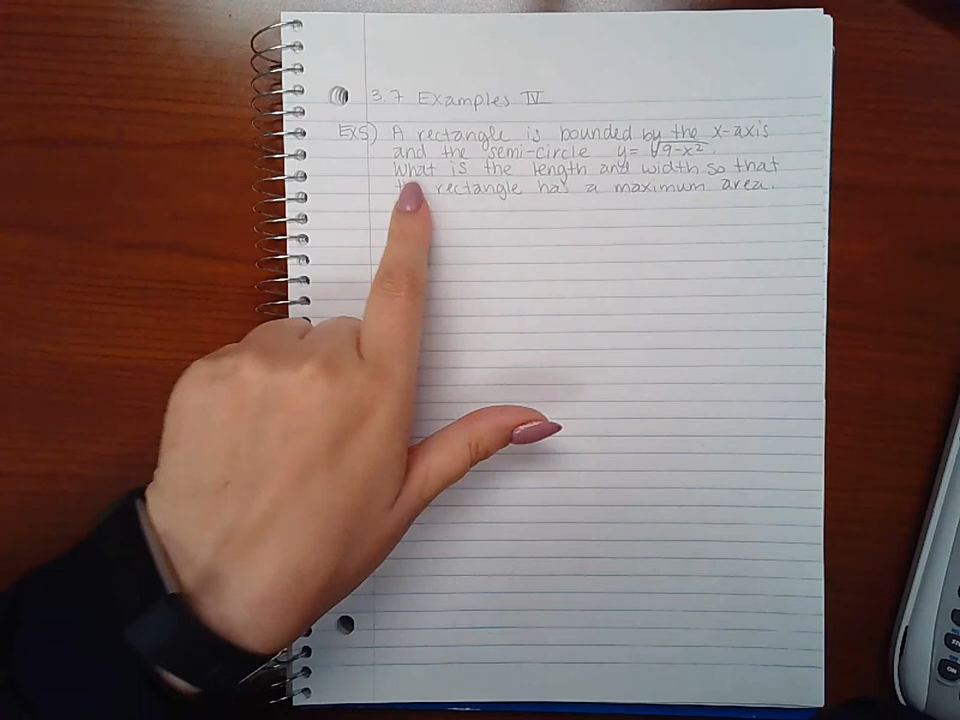 3.7 Examples IV
EX5) A rectangle is bounded by the x-axis
and the semi-circle y = √9-x².
What is the length and width so that
rectangle has a maximum area.
ON